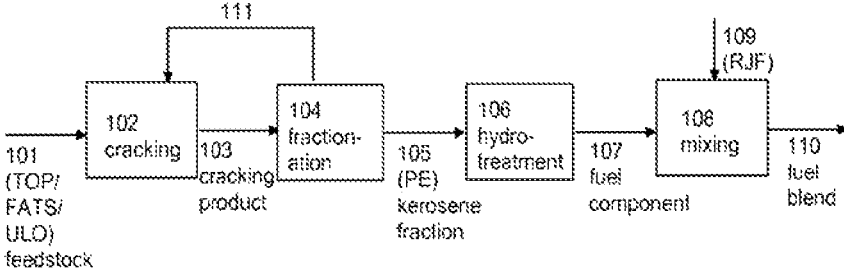 111
109
(RJF)
102
cracking
104
fraction-
ation
106
hydro-
treatment
108
mixing
101
(TOP/
FATS/
ULO)
feedstock
103
cracking
product
105
(PE)
kerosene
fraction
107
fuel
component
110
fuel
blend